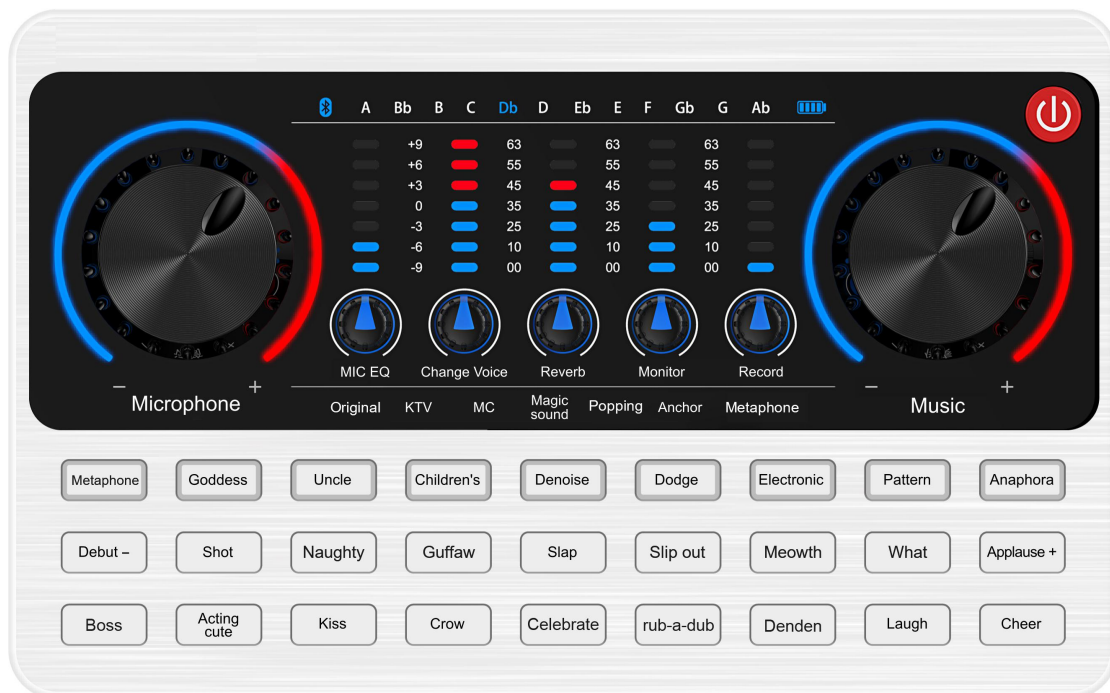 A Bb B C Db D Eb E F Gb G Ab
+9 63 63 63
+6 55 55 55
+3 45 45 45
0 35 35 35
-3 25 25 25
-6 10 10 10
-9 00 00 00
MIC EQ Change Voice Reverb Monitor Record
− + − +
Microphone Music
Original KTV MC Magic sound Popping Anchor Metaphone
Metaphone Goddess Uncle Children's Denoise Dodge Electronic Pattern Anaphora
Debut – Shot Naughty Guffaw Slap Slip out Meowth What Applause +
Boss Acting cute Kiss Crow Celebrate rub-a-dub Denden Laugh Cheer